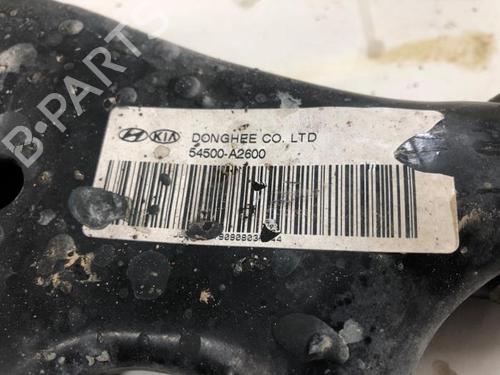 KIA DONGHEE CO. LTD
54500-A2600
B-PARTS